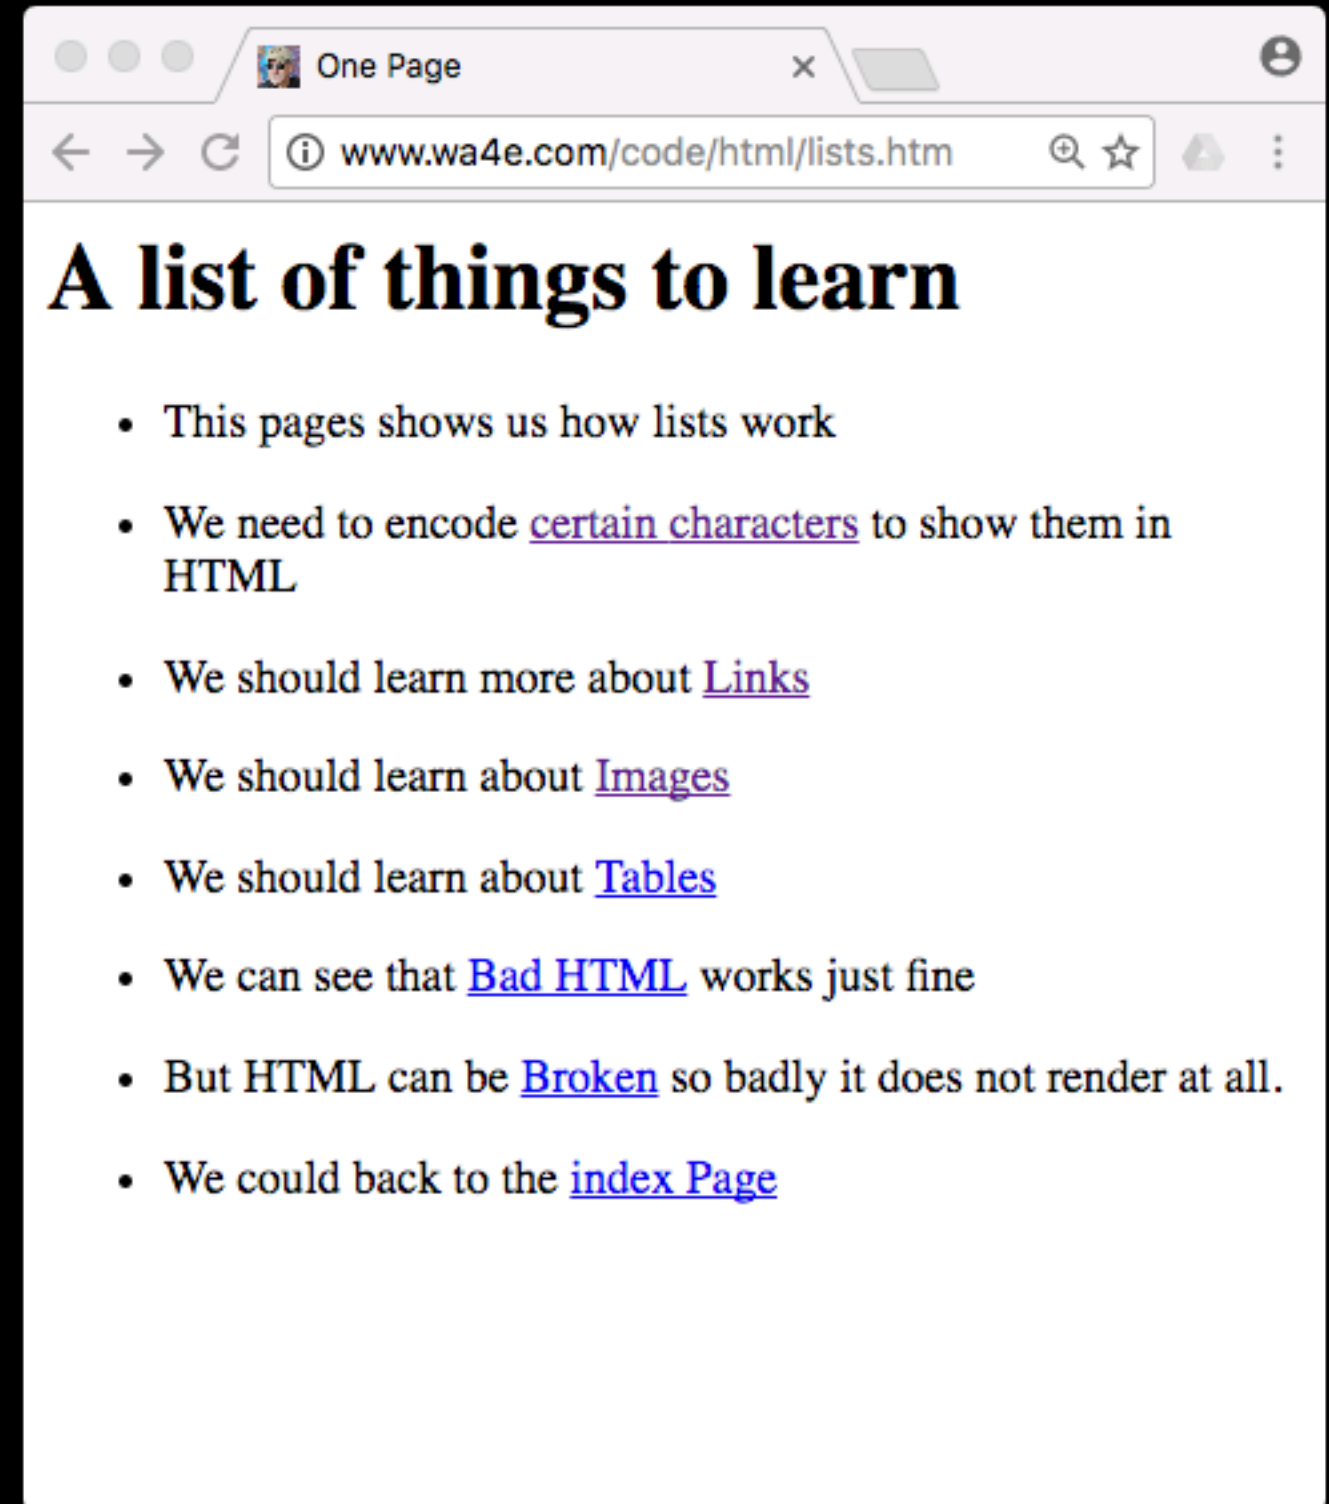 One Page
www.wa4e.com/code/html/lists.htm
A list of things to learn
• This pages shows us how lists work
• We need to encode certain characters to show them in
HTML
• We should learn more about Links
• We should learn about Images
• We should learn about Tables
• We can see that Bad HTML works just fine
• But HTML can be Broken so badly it does not render at all.
• We could back to the index Page